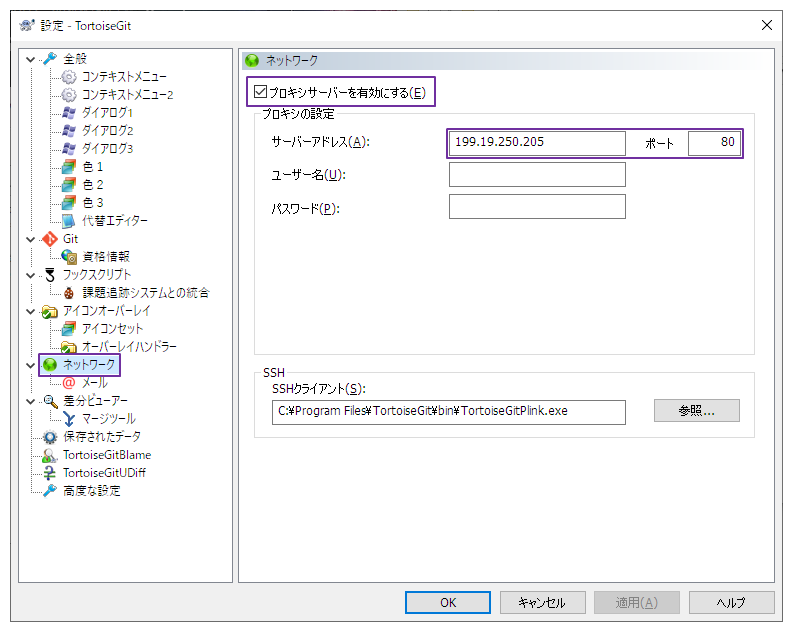 設定 - TortoiseGit
全般
コンテキストメニュー
コンテキストメニュー2
ダイアログ1
ダイアログ2
ダイアログ3
色 1
色 2
色 3
代替エディター
Git
資格情報
フックスクリプト
課題追跡システムとの統合
アイコンオーバーレイ
アイコンセット
オーバーレイハンドラー
ネットワーク
メール
差分ビューアー
マージツール
保存されたデータ
TortoiseGitBlame
TortoiseGitUDiff
高度な設定
ネットワーク
プロキシサーバーを有効にする(E)
プロキシの設定
サーバーアドレス(A): 199.19.250.205 ポート 80
ユーザー名(U):
パスワード(P):
SSH
SSHクライアント(S):
C:¥Program Files¥TortoiseGit¥bin¥TortoiseGitPlink.exe 参照...
OK キャンセル 適用(A) ヘルプ